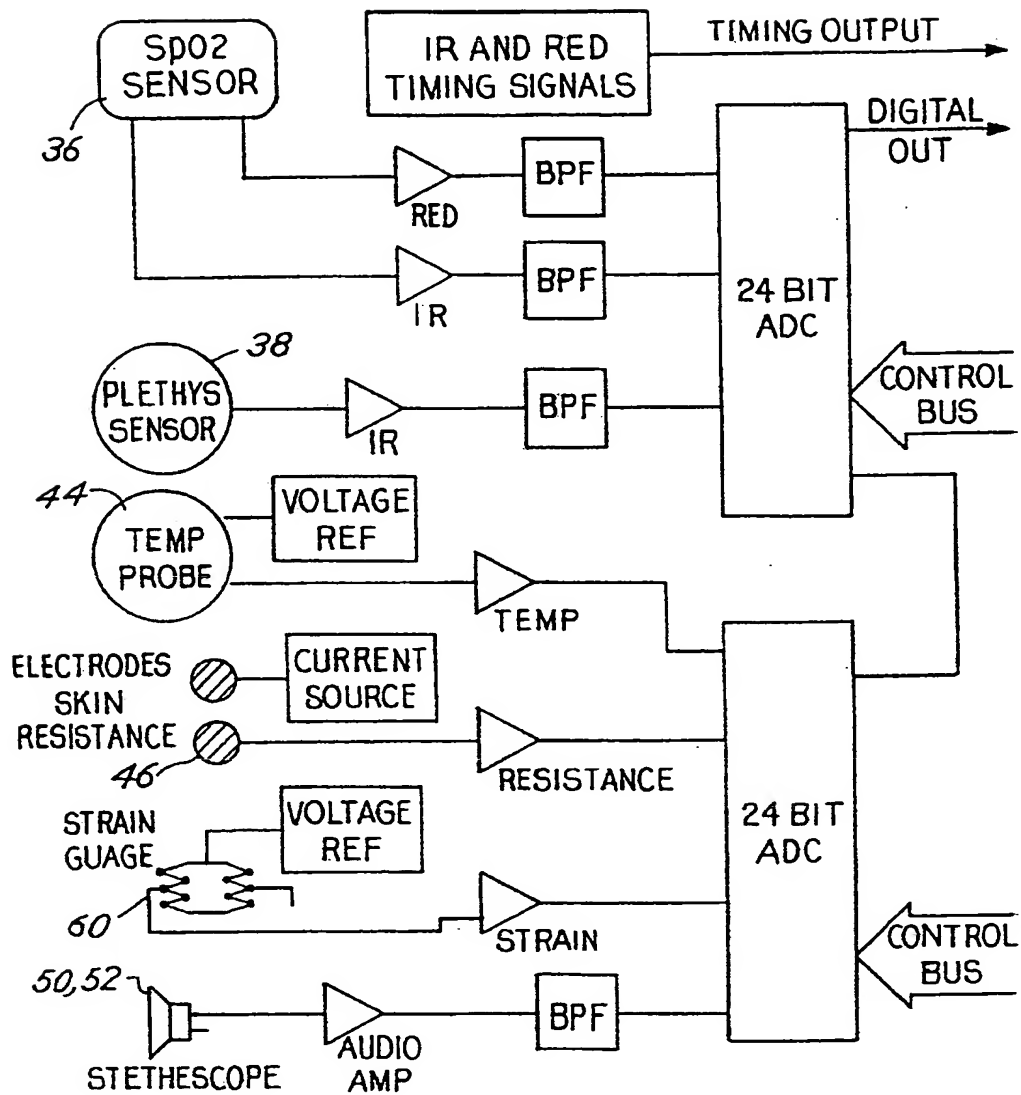 SpO2
SENSOR
36
IR AND RED
TIMING SIGNALS
TIMING OUTPUT
DIGITAL
OUT
RED
BPF
IR
BPF
24 BIT
ADC
38
PLETHYS
SENSOR
IR
BPF
CONTROL
BUS
44
TEMP
PROBE
VOLTAGE
REF
TEMP
ELECTRODES
SKIN
RESISTANCE
46
CURRENT
SOURCE
RESISTANCE
24 BIT
ADC
STRAIN
GUAGE
60
VOLTAGE
REF
STRAIN
CONTROL
BUS
50,52
STETHESCOPE
AUDIO
AMP
BPF